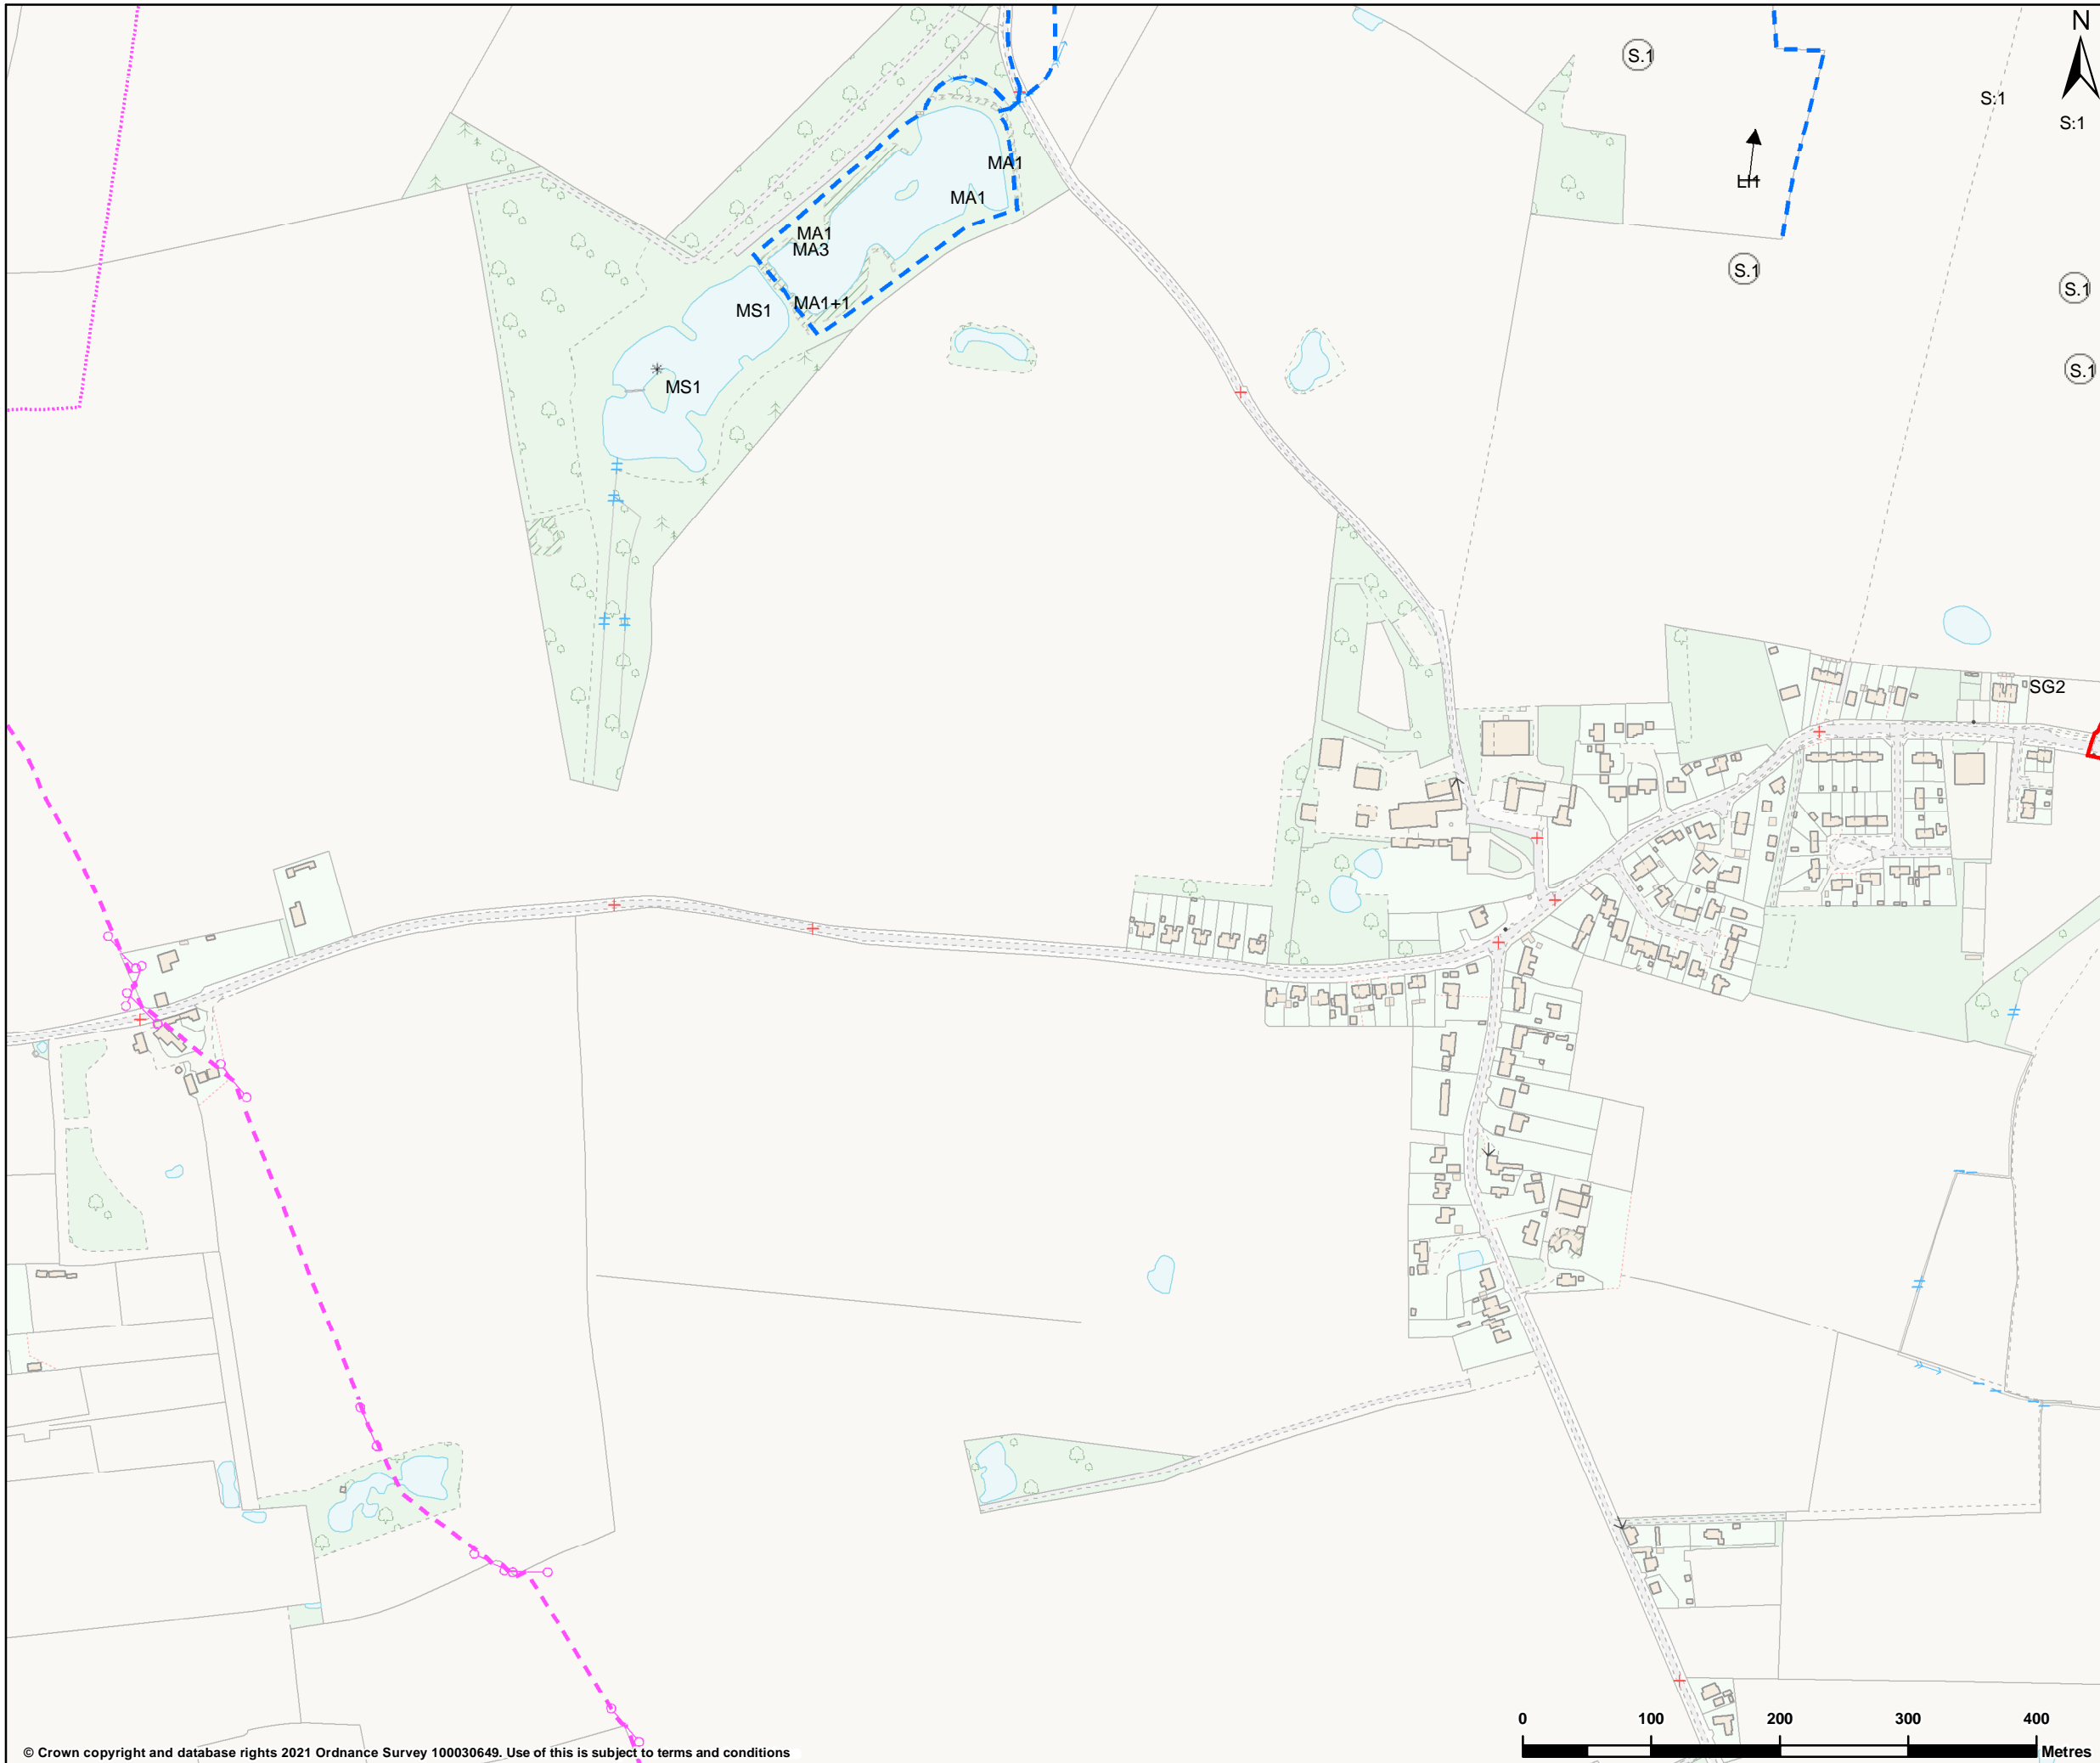 N
S.1
S:1
S:1
MA1
LH
MA1
MA1
MA3
S.1
S.1
MA1+1
MS1
S.1
MS1
SG2
0 100 200 300 400
Metres
© Crown copyright and database rights 2021 Ordnance Survey 100030649. Use of this is subject to terms and conditions